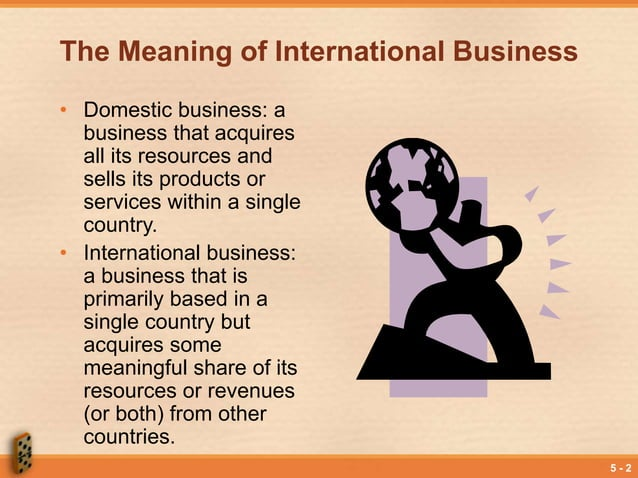 The Meaning of International Business
• Domestic business: a
business that acquires
all its resources and
sells its products or
services within a single
country.
• International business:
a business that is
primarily based in a
single country but
acquires some
meaningful share of its
resources or revenues
(or both) from other
countries.
5 - 2